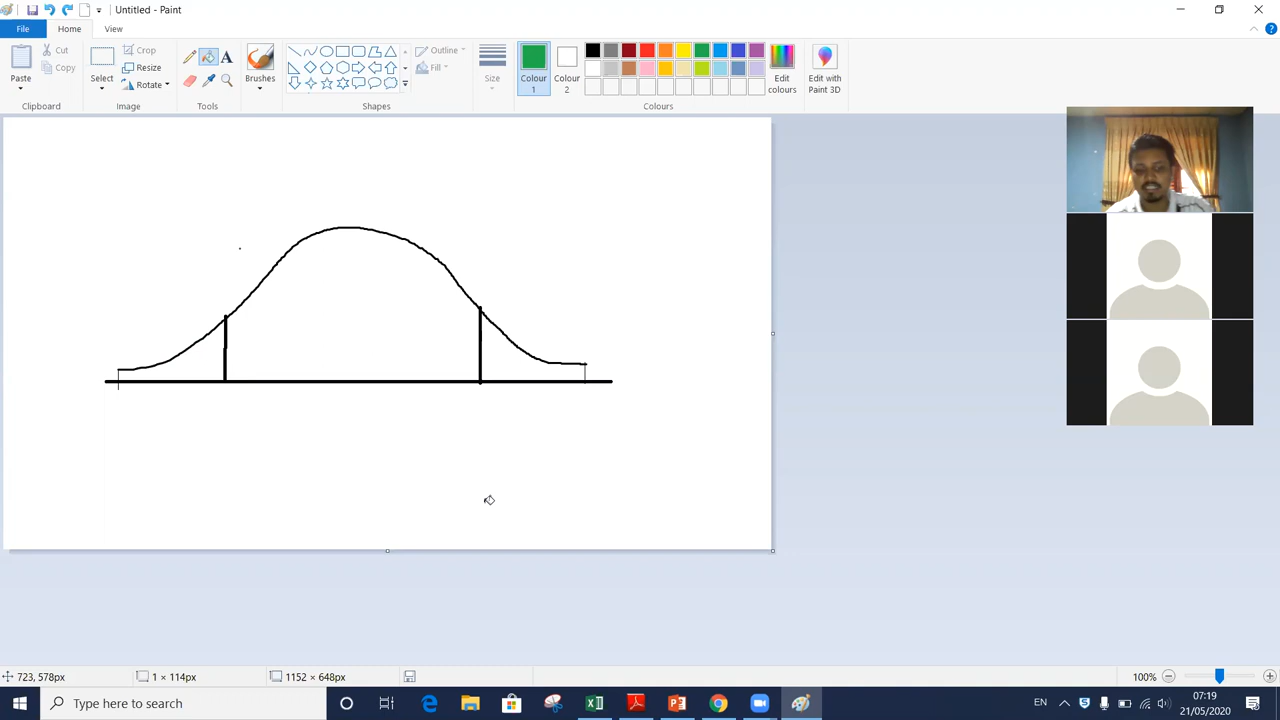 Untitled - Paint
File
Home
View
Paste
Cut
Copy
Clipboard
Select
Crop
Resize
Rotate
Image
A
Tools
Brushes
Outline
Fill
Shapes
Size
Colour
1
Colour
2
Edit
colours
Colours
Edit with
Paint 3D
723, 578px
1 × 114px
1152 × 648px
100%
Type here to search
EN
07:19
21/05/2020